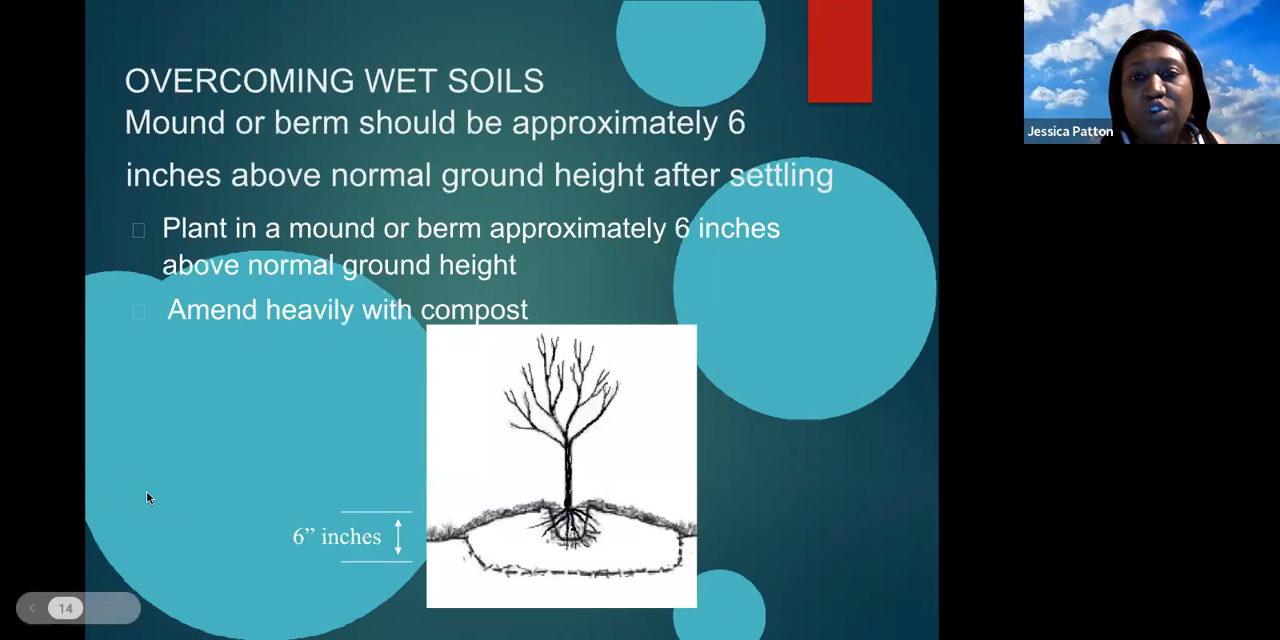 OVERCOMING WET SOILS
Mound or berm should be approximately 6
inches above normal ground height after settling
Plant in a mound or berm approximately 6 inches
above normal ground height
Amend heavily with compost
6” inches
14
Jessica Patton